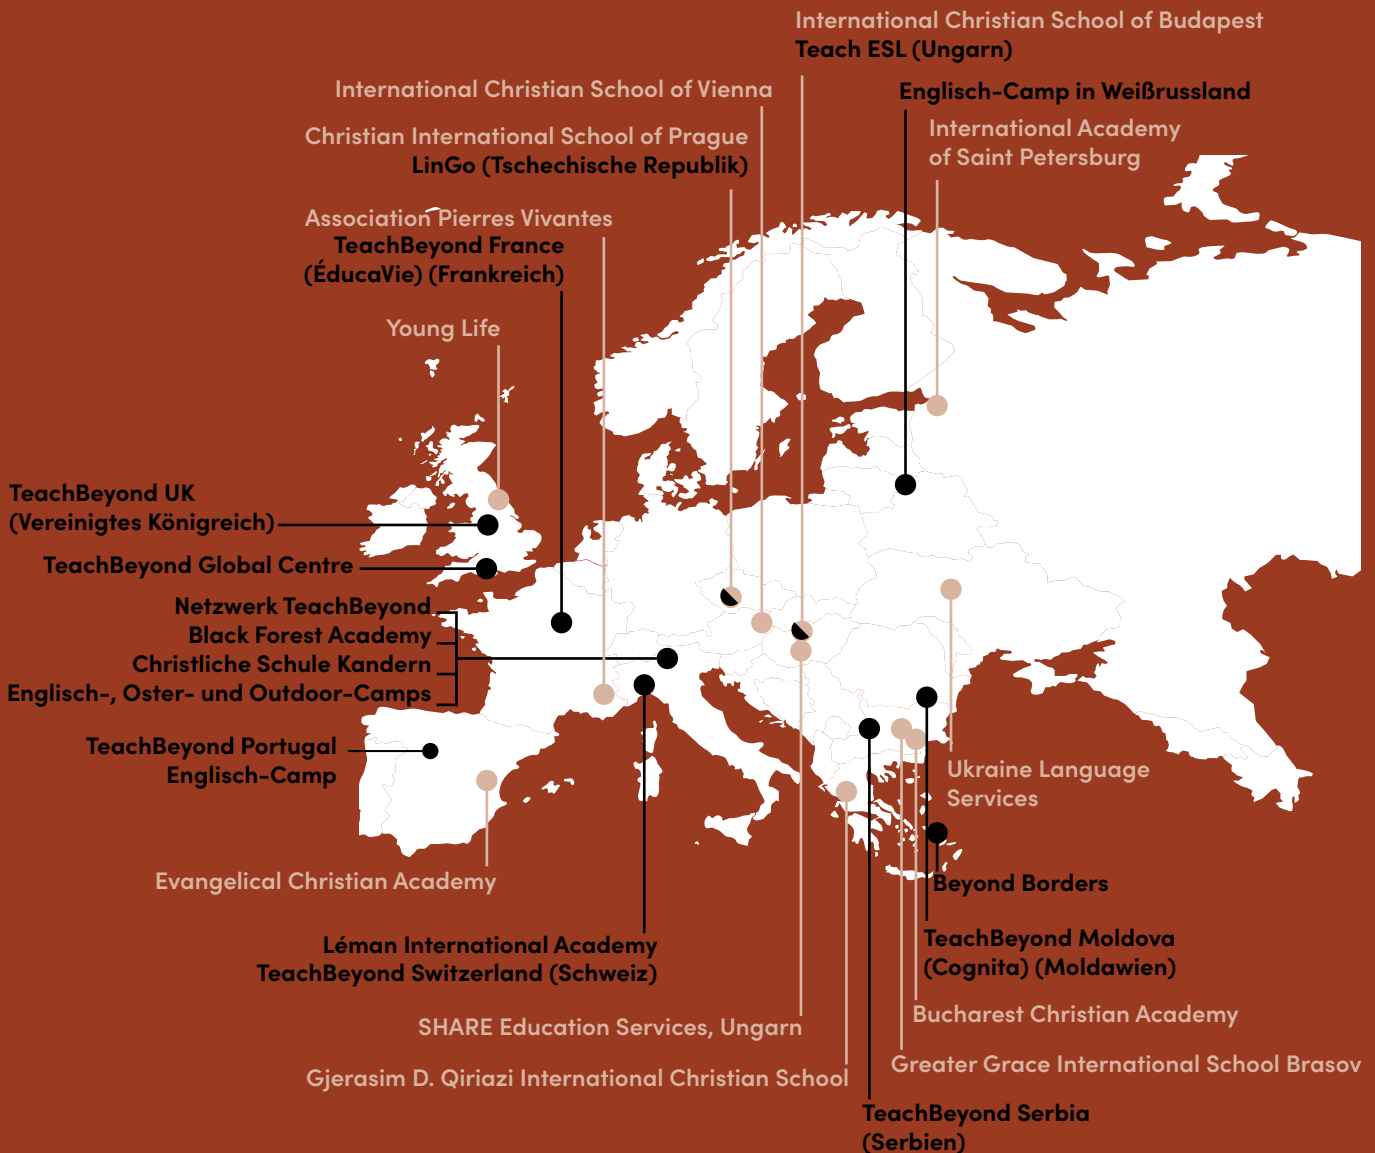 International Christian School of Budapest
Teach ESL (Ungarn)
International Christian School of Vienna
Englisch-Camp in Weißrussland
International Academy
of Saint Petersburg
Christian International School of Prague
LinGo (Tschechische Republik)
Association Pierres Vivantes
TeachBeyond France
(ÉducaVie) (Frankreich)
Young Life
TeachBeyond UK
(Vereinigtes Königreich)
TeachBeyond Global Centre
Netzwerk TeachBeyond
Black Forest Academy
Christliche Schule Kandern
Englisch-, Oster- und Outdoor-Camps
TeachBeyond Portugal
Englisch-Camp
Ukraine Language
Services
Evangelical Christian Academy
Beyond Borders
Léman International Academy
TeachBeyond Switzerland (Schweiz)
TeachBeyond Moldova
(Cognita) (Moldawien)
Bucharest Christian Academy
SHARE Education Services, Ungarn
Greater Grace International School Brasov
Gjerasim D. Qiriazi International Christian School
TeachBeyond Serbia
(Serbien)